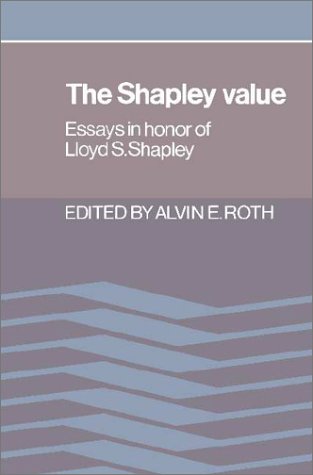 The Shapley value
Essays in honor of
Lloyd S. Shapley
EDITED BY ALVIN E. ROTH